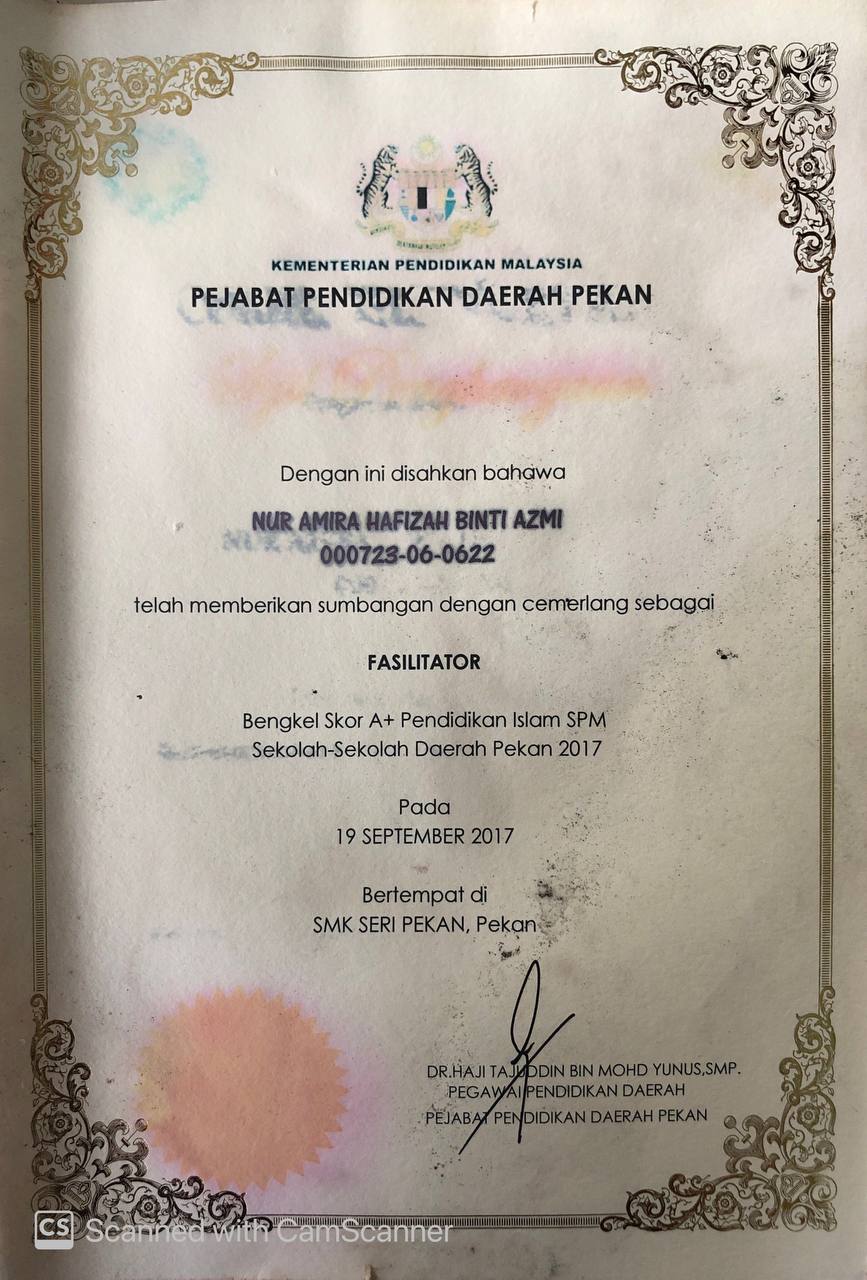 KEMENTERIAN PENDIDIKAN MALAYSIA
PEJABAT PENDIDIKAN DAERAH PEKAN
Dengan ini disahkan bahawa
NUR AMIRA HAFIZAH BINTI AZMI
000723-06-0622
telah memberikan sumbangan dengan cemerlang sebagai
FASILITATOR
Bengkel Skor A+ Pendidikan Islam SPM
Sekolah-Sekolah Daerah Pekan 2017
Pada
19 SEPTEMBER 2017
Bertempat di
SMK SERI PEKAN, Pekan
DR.HAJI TAJUDDIN BIN MOHD YUNUS,SMP.
PEGAWAI PENDIDIKAN DAERAH
PEJABAT PENDIDIKAN DAERAH PEKAN
CS Scanned with CamScanner